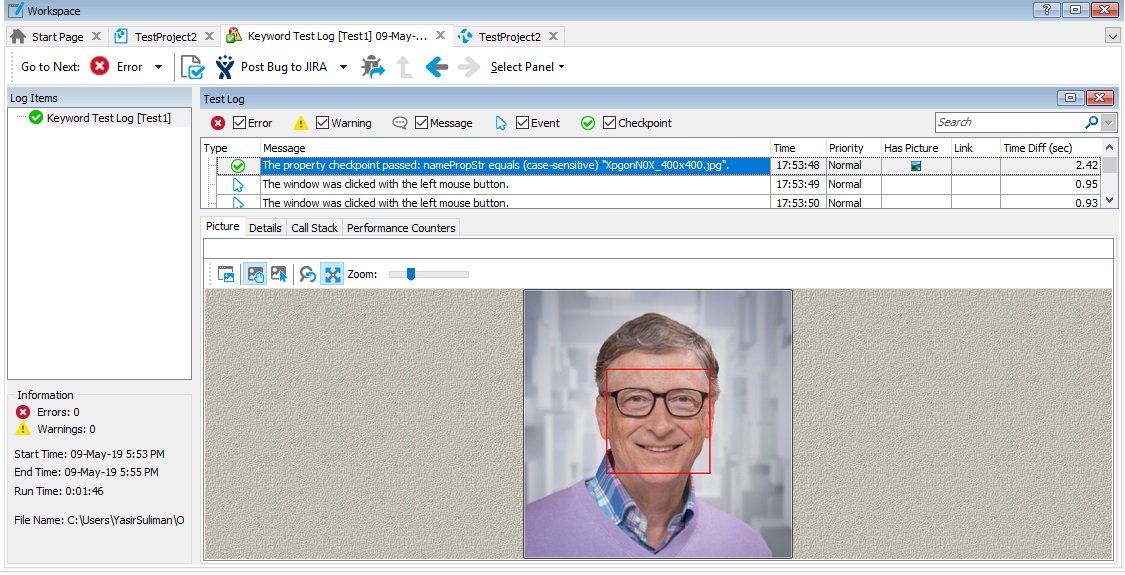 Workspace
Start Page
TestProject2
Keyword Test Log [Test1] 09-May-...
TestProject2
Go to Next: Error Post Bug to JIRA Select Panel
Log Items
Keyword Test Log [Test1]
Test Log
Error Warning Message Event Checkpoint Search
Type Message Time Priority Has Picture Link Time Diff (sec)
The property checkpoint passed: namePropStr equals (case-sensitive) "XpgonN0X_400x400.jpg". 17:53:48 Normal 2.42
The window was clicked with the left mouse button. 17:53:49 Normal 0.95
The window was clicked with the left mouse button. 17:53:50 Normal 0.93
Picture Details Call Stack Performance Counters
Zoom:
Information
Errors: 0
Warnings: 0
Start Time: 09-May-19 5:53 PM
End Time: 09-May-19 5:55 PM
Run Time: 0:01:46
File Name: C:\Users\YasirSuliman\O